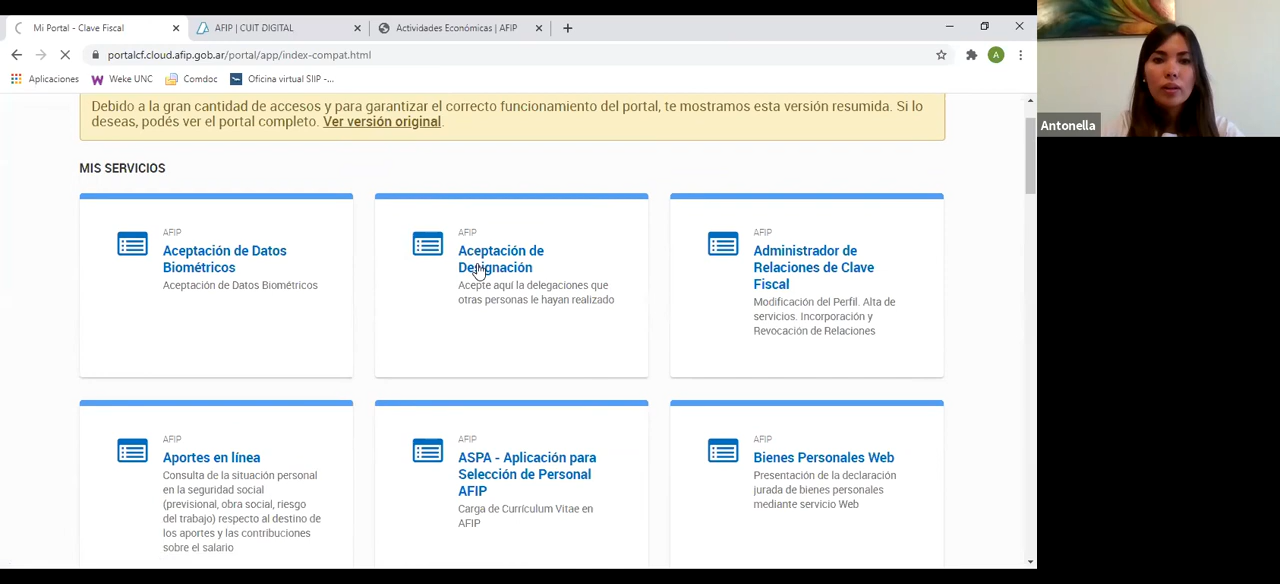 Mi Portal - Clave Fiscal
AFIP | CUIT DIGITAL
Actividades Económicas | AFIP
portalcf.cloud.afip.gob.ar/portal/app/index-compat.html
A
Aplicaciones
Weke UNC
Comdoc
Oficina virtual SIIP -...
Antonella
Debido a la gran cantidad de accesos y para garantizar el correcto funcionamiento del portal, te mostramos esta versión resumida. Si lo
deseas, podés ver el portal completo. Ver versión original.
MIS SERVICIOS
AFIP
Aceptación de Datos
Biométricos
Aceptación de Datos Biométricos
AFIP
Aceptación de
Designación
Acepte aquí la delegaciones que
otras personas le hayan realizado
AFIP
Administrador de
Relaciones de Clave
Fiscal
Modificación del Perfil. Alta de
servicios. Incorporación y
Revocación de Relaciones
AFIP
Aportes en línea
Consulta de la situación personal
en la seguridad social
(previsional, obra social, riesgo
del trabajo) respecto al destino de
los aportes y las contribuciones
sobre el salario
AFIP
ASPA - Aplicación para
Selección de Personal
AFIP
Carga de Currículum Vitae en
AFIP
AFIP
Bienes Personales Web
Presentación de la declaración
jurada de bienes personales
mediante servicio Web